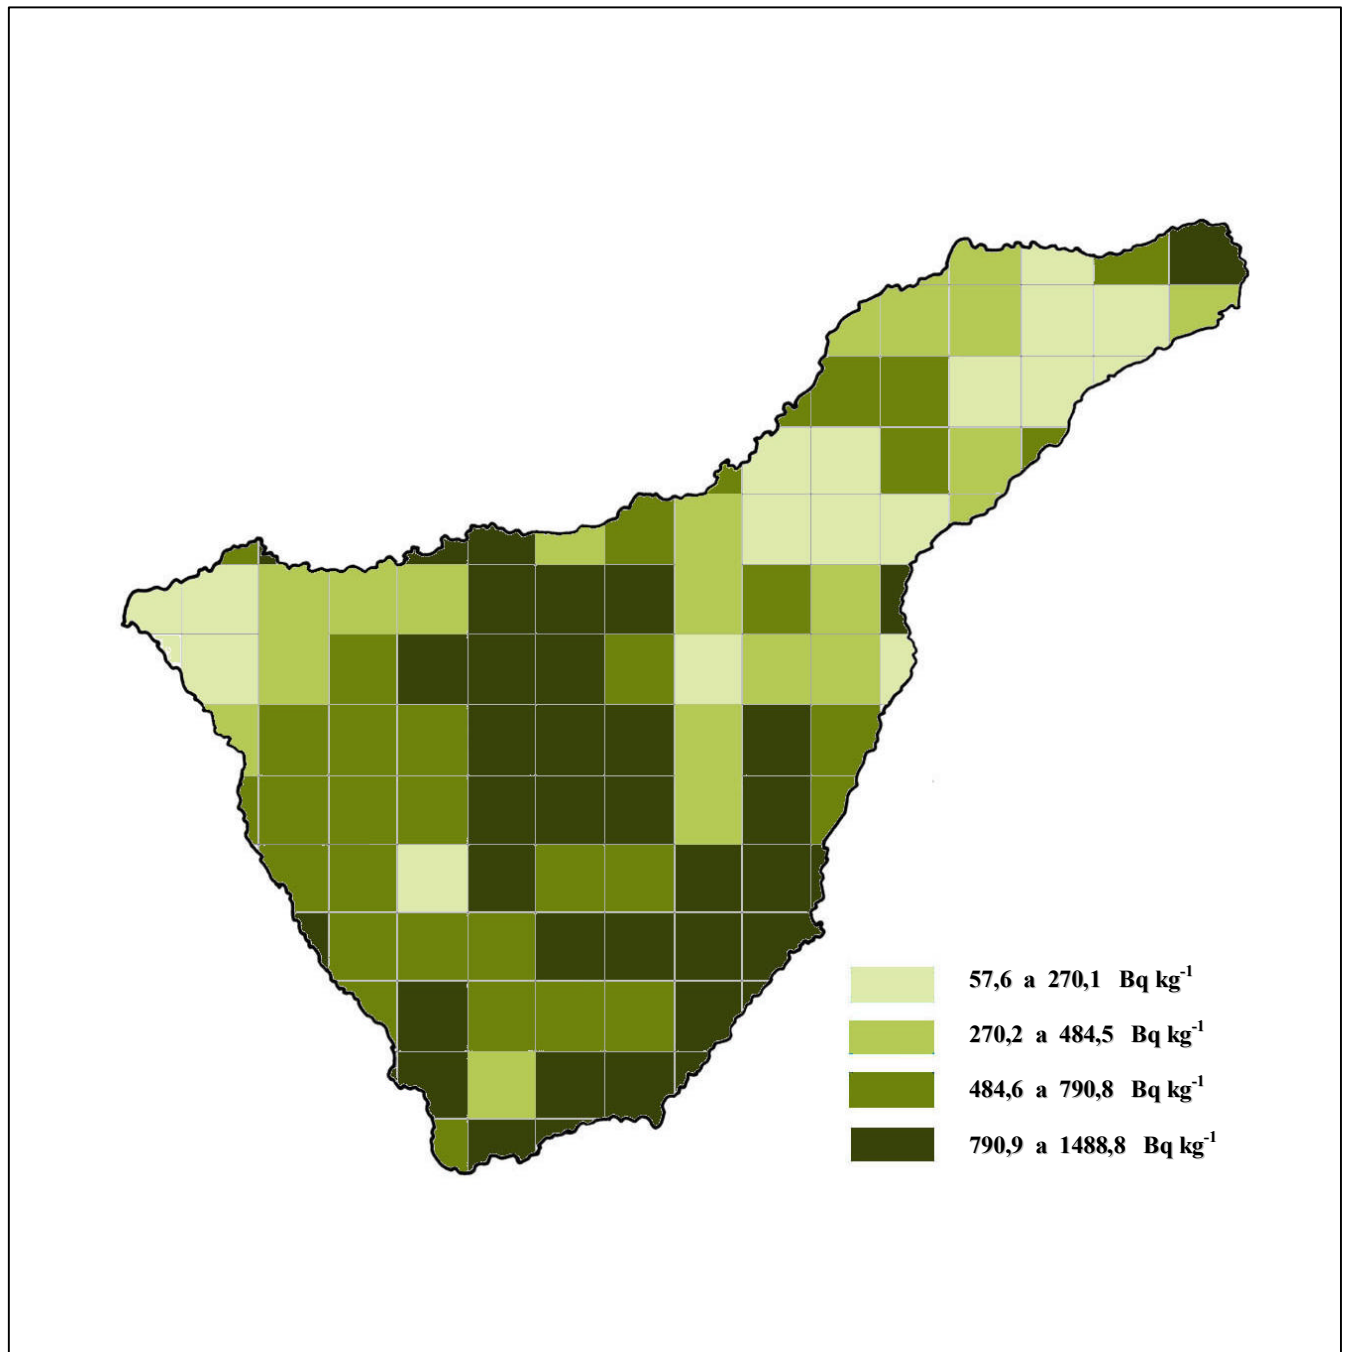 57,6 a 270,1 Bq kg⁻¹
270,2 a 484,5 Bq kg⁻¹
484,6 a 790,8 Bq kg⁻¹
790,9 a 1488,8 Bq kg⁻¹